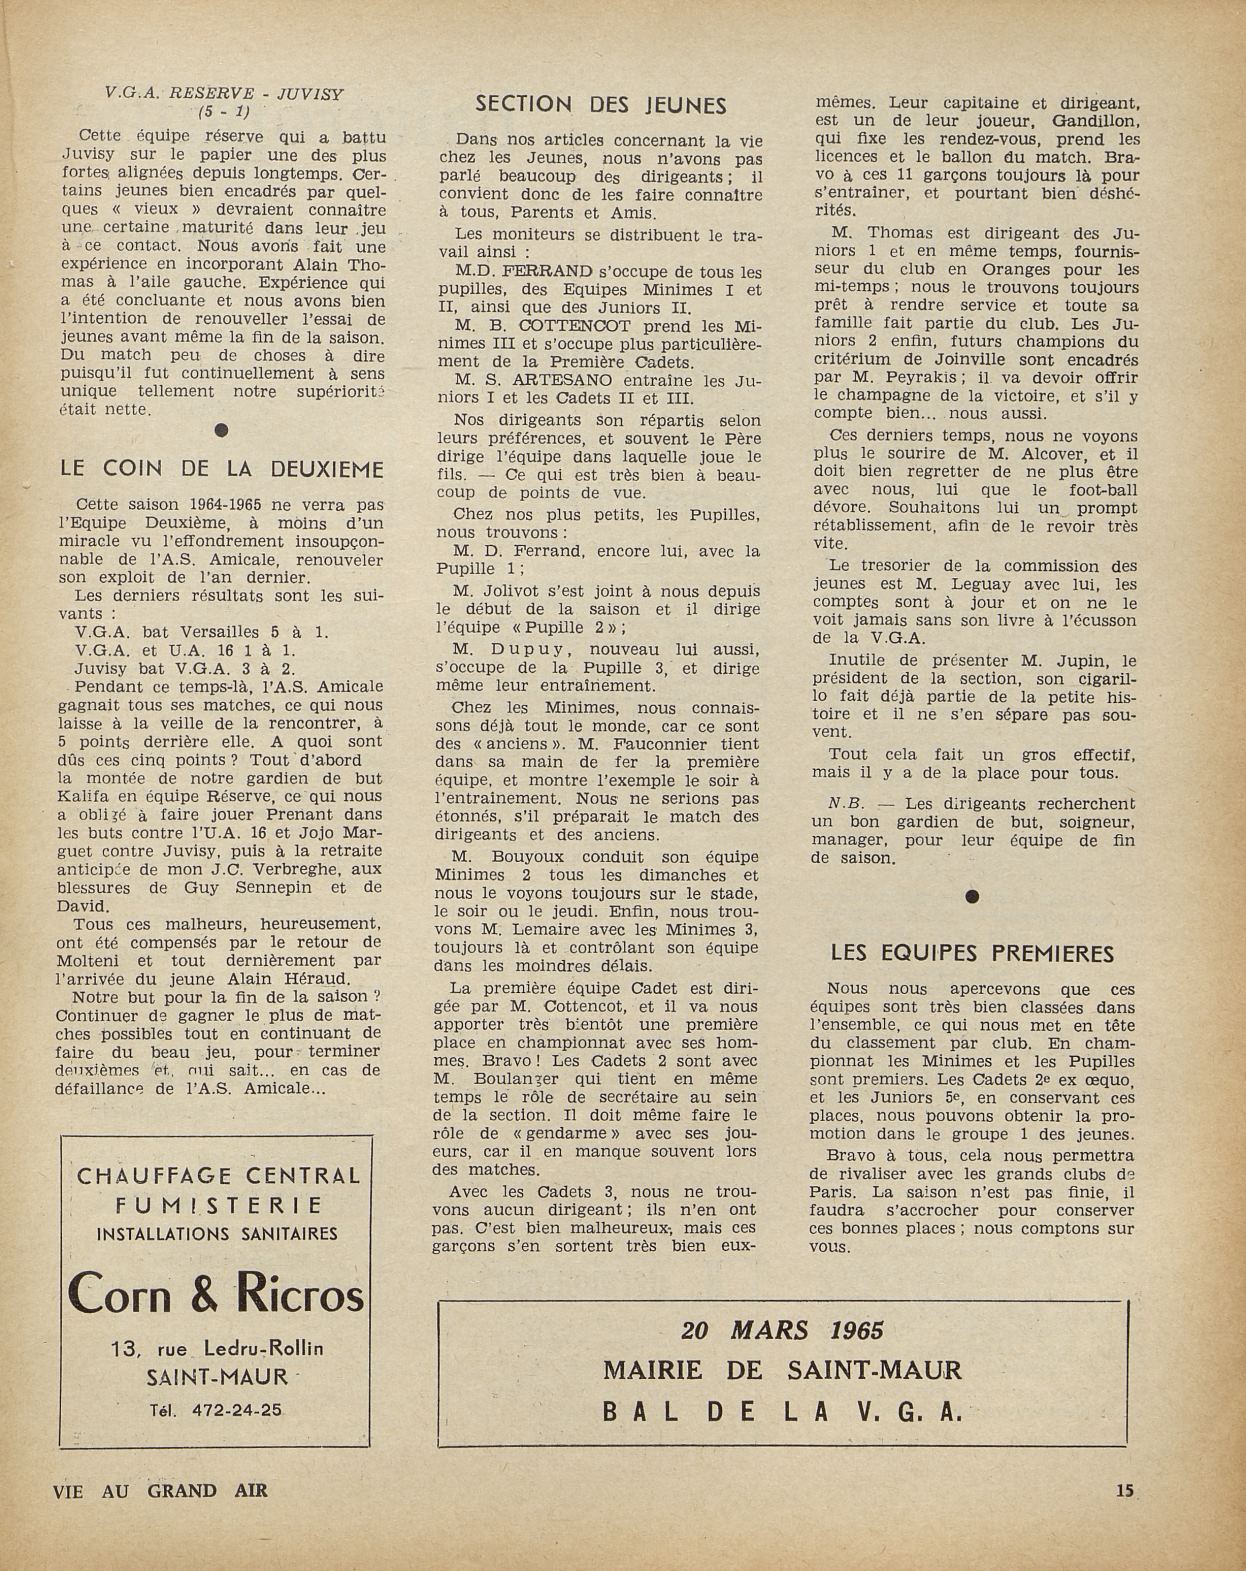 V.G.A. RESERVE - JUVISY
(5 - 1)
Cette équipe réserve qui a battu
Juvisy sur le papier une des plus
fortes alignées depuis longtemps. Cer-
tains jeunes bien encadrés par quel-
ques « vieux » devraient connaître
une certaine maturité dans leur jeu
à ce contact. Nous avons fait une
expérience en incorporant Alain Tho-
mas à l'aile gauche. Expérience qui
a été concluante et nous avons bien
l'intention de renouveller l'essai de
jeunes avant même la fin de la saison.
Du match peu de choses à dire
puisqu'il fut continuellement à sens
unique tellement notre supériorité
était nette.
●
LE COIN DE LA DEUXIEME
Cette saison 1964-1965 ne verra pas
l'Equipe Deuxième, à moins d'un
miracle vu l'effondrement insoupçon-
nable de l'A.S. Amicale, renouveler
son exploit de l'an dernier.
Les derniers résultats sont les sui-
vants :
V.G.A. bat Versailles 5 à 1.
V.G.A. et U.A. 16 1 à 1.
Juvisy bat V.G.A. 3 à 2.
Pendant ce temps-là, l'A.S. Amicale
gagnait tous ses matches, ce qui nous
laisse à la veille de la rencontrer, à
5 points derrière elle. A quoi sont
dûs ces cinq points ? Tout d'abord
la montée de notre gardien de but
Kalifa en équipe Réserve, ce qui nous
a obligé à faire jouer Prenant dans
les buts contre l'U.A. 16 et Jojo Mar-
guet contre Juvisy, puis à la retraite
anticipée de mon J.C. Verbreghe, aux
blessures de Guy Sennepin et de
David.
Tous ces malheurs, heureusement,
ont été compensés par le retour de
Molteni et tout dernièrement par
l'arrivée du jeune Alain Héraud.
Notre but pour la fin de la saison ?
Continuer de gagner le plus de mat-
ches possibles tout en continuant de
faire du beau jeu, pour terminer
deuxièmes et, qui sait... en cas de
défaillance de l'A.S. Amicale...
CHAUFFAGE CENTRAL
FUMISTERIE
INSTALLATIONS SANITAIRES
Corn & Ricros
13, rue Ledru-Rollin
SAINT-MAUR
Tél. 472-24-25
SECTION DES JEUNES
Dans nos articles concernant la vie
chez les Jeunes, nous n'avons pas
parlé beaucoup des dirigeants ; il
convient donc de les faire connaître
à tous, Parents et Amis.
Les moniteurs se distribuent le tra-
vail ainsi :
M.D. FERRAND s'occupe de tous les
pupilles, des Equipes Minimes I et
II, ainsi que des Juniors II.
M. B. COTTENCOT prend les Mi-
nimes III et s'occupe plus particulière-
ment de la Première Cadets.
M. S. ARTESANO entraîne les Ju-
niors I et les Cadets II et III.
Nos dirigeants son répartis selon
leurs préférences, et souvent le Père
dirige l'équipe dans laquelle joue le
fils. — Ce qui est très bien à beau-
coup de points de vue.
Chez nos plus petits, les Pupilles,
nous trouvons :
M. D. Ferrand, encore lui, avec la
Pupille 1 ;
M. Jolivot s'est joint à nous depuis
le début de la saison et il dirige
l'équipe « Pupille 2 » ;
M. Dupuy, nouveau lui aussi,
s'occupe de la Pupille 3, et dirige
même leur entraînement.
Chez les Minimes, nous connais-
sons déjà tout le monde, car ce sont
des « anciens ». M. Fauconnier tient
dans sa main de fer la première
équipe, et montre l'exemple le soir à
l'entrainement. Nous ne serions pas
étonnés, s'il préparait le match des
dirigeants et des anciens.
M. Bouyoux conduit son équipe
Minimes 2 tous les dimanches et
nous le voyons toujours sur le stade,
le soir ou le jeudi. Enfin, nous trou-
vons M. Lemaire avec les Minimes 3,
toujours là et contrôlant son équipe
dans les moindres délais.
La première équipe Cadet est diri-
gée par M. Cottencot, et il va nous
apporter très bientôt une première
place en championnat avec ses hom-
mes. Bravo ! Les Cadets 2 sont avec
M. Boulanger qui tient en même
temps le rôle de secrétaire au sein
de la section. Il doit même faire le
rôle de « gendarme » avec ses jou-
eurs, car il en manque souvent lors
des matches.
Avec les Cadets 3, nous ne trou-
vons aucun dirigeant ; ils n'en ont
pas. C'est bien malheureux, mais ces
garçons s'en sortent très bien eux-
mêmes. Leur capitaine et dirigeant,
est un de leur joueur, Gandillon,
qui fixe les rendez-vous, prend les
licences et le ballon du match. Bra-
vo à ces 11 garçons toujours là pour
s'entraîner, et pourtant bien déshé-
rités.
M. Thomas est dirigeant des Ju-
niors 1 et en même temps, fournis-
seur du club en Oranges pour les
mi-temps ; nous le trouvons toujours
prêt à rendre service et toute sa
famille fait partie du club. Les Ju-
niors 2 enfin, futurs champions du
critérium de Joinville sont encadrés
par M. Peyrakis ; il va devoir offrir
le champagne de la victoire, et s'il y
compte bien... nous aussi.
Ces derniers temps, nous ne voyons
plus le sourire de M. Alcover, et il
doit bien regretter de ne plus être
avec nous, lui que le foot-ball
dévore. Souhaitons lui un prompt
rétablissement, afin de le revoir très
vite.
Le tresorier de la commission des
jeunes est M. Leguay avec lui, les
comptes sont à jour et on ne le
voit jamais sans son livre à l'écusson
de la V.G.A.
Inutile de présenter M. Jupin, le
président de la section, son cigaril-
lo fait déjà partie de la petite his-
toire et il ne s'en sépare pas sou-
vent.
Tout cela fait un gros effectif,
mais il y a de la place pour tous.
N.B. — Les dirigeants recherchent
un bon gardien de but, soigneur,
manager, pour leur équipe de fin
de saison.
●
LES EQUIPES PREMIERES
Nous nous apercevons que ces
équipes sont très bien classées dans
l'ensemble, ce qui nous met en tête
du classement par club. En cham-
pionnat les Minimes et les Pupilles
sont premiers. Les Cadets 2e ex œquo,
et les Juniors 5e, en conservant ces
places, nous pouvons obtenir la pro-
motion dans le groupe 1 des jeunes.
Bravo à tous, cela nous permettra
de rivaliser avec les grands clubs de
Paris. La saison n'est pas finie, il
faudra s'accrocher pour conserver
ces bonnes places ; nous comptons sur
vous.
20 MARS 1965
MAIRIE DE SAINT-MAUR
BAL DE LA V. G. A.
VIE AU GRAND AIR
15